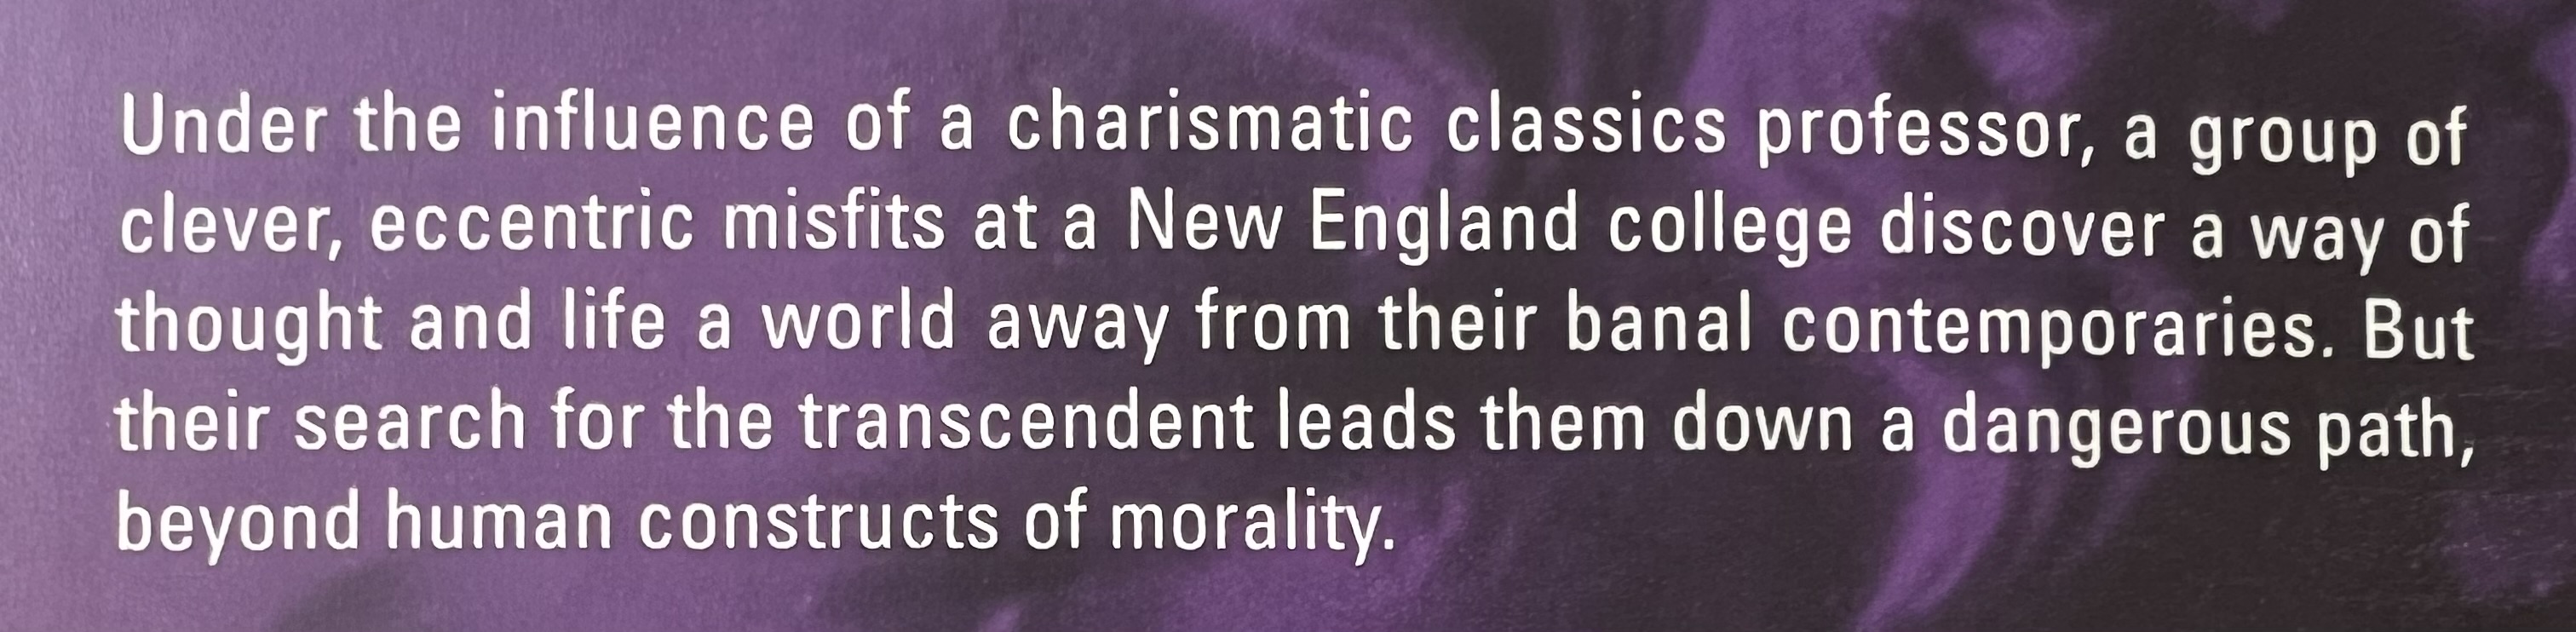 Under the influence of a charismatic classics professor, a group of
clever, eccentric misfits at a New England college discover a way of
thought and life a world away from their banal contemporaries. But
their search for the transcendent leads them down a dangerous path,
beyond human constructs of morality.